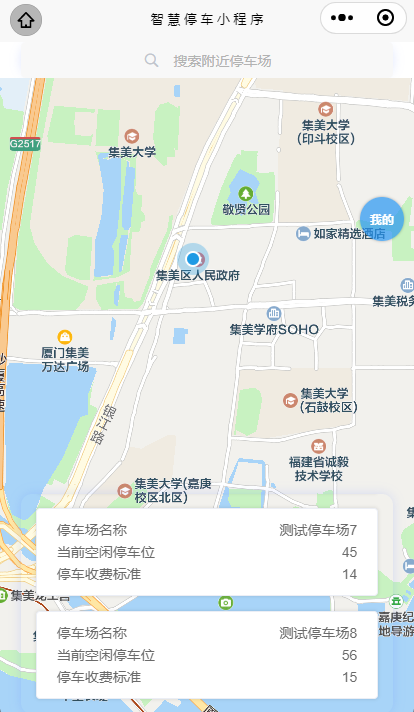 智慧停车小程序
搜索附近停车场
G2517
集美大学
集美大学
(印斗校区)
敬贤公园
我的
如家精选酒店
集美区人民政府
集美税务
集美学府SOHO
厦门集美
万达广场
厦高速
银江路
集美大学
(石鼓校区)
福建省诚毅
技术学校
集美大学(嘉庚
校区北区)
停车场名称 测试停车场7
当前空闲停车位 45
停车收费标准 14
嘉庚纪
地导游
停车场名称 测试停车场8
当前空闲停车位 56
停车收费标准 15